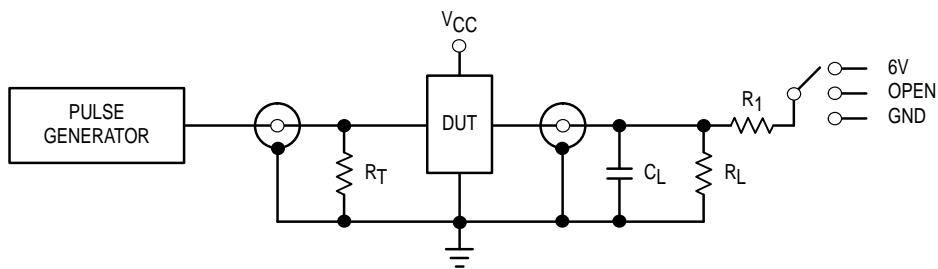 VCC
PULSE
GENERATOR
DUT
RT
CL
RL
R1
6V
OPEN
GND